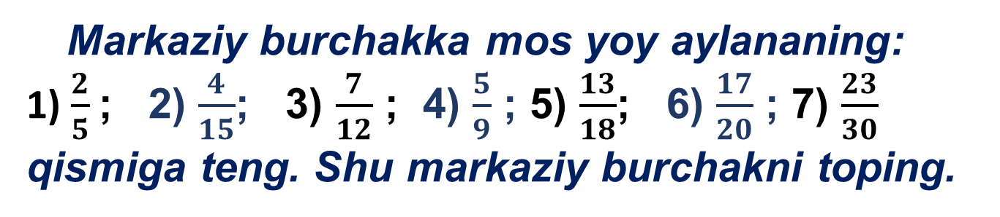 Markaziy burchakka mos yoy aylananing:
1) 2/5 ; 2) 4/15; 3) 7/12 ; 4) 5/9 ; 5) 13/18; 6) 17/20 ; 7) 23/30
qismiga teng. Shu markaziy burchakni toping.